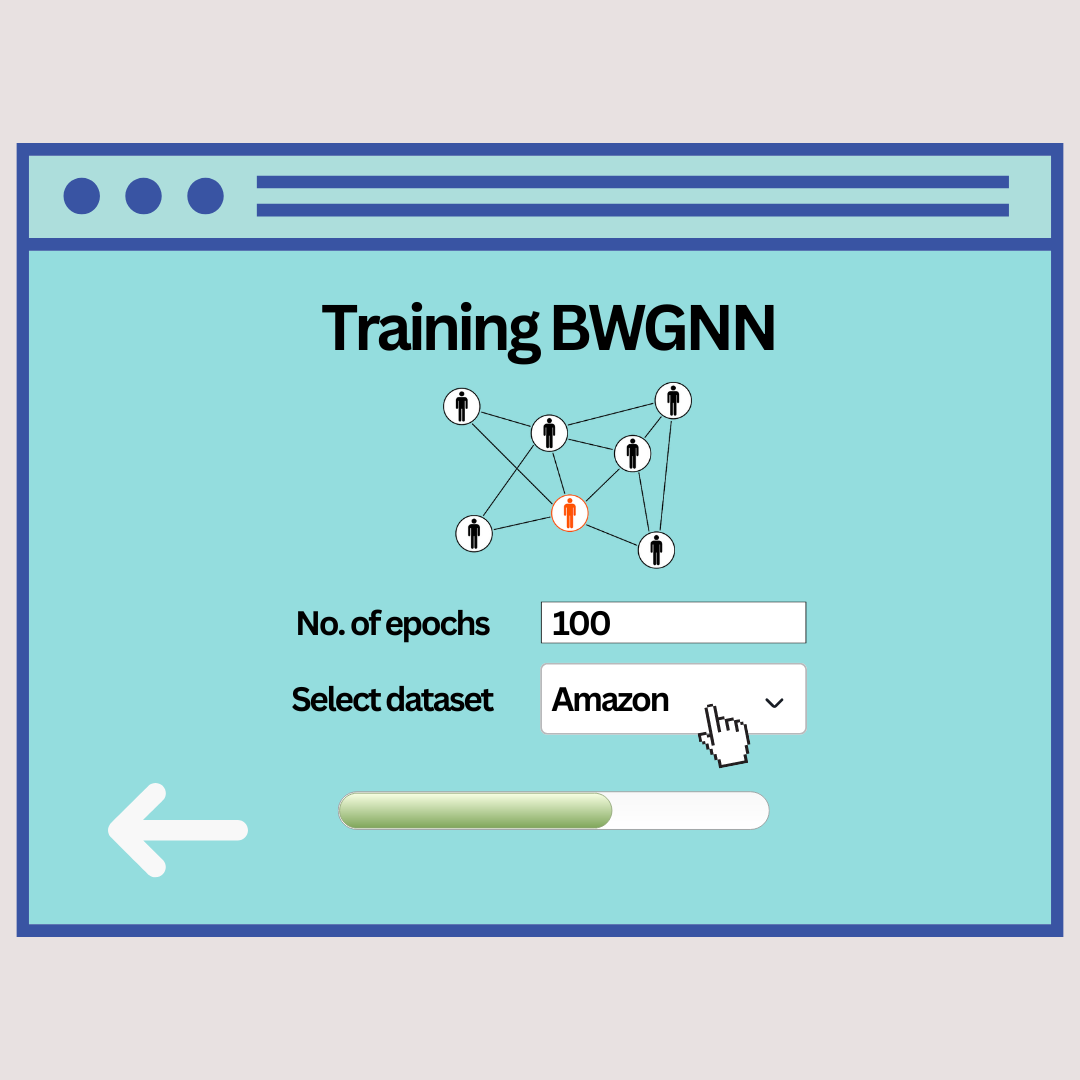 Training BWGNN
No. of epochs 100
Select dataset Amazon